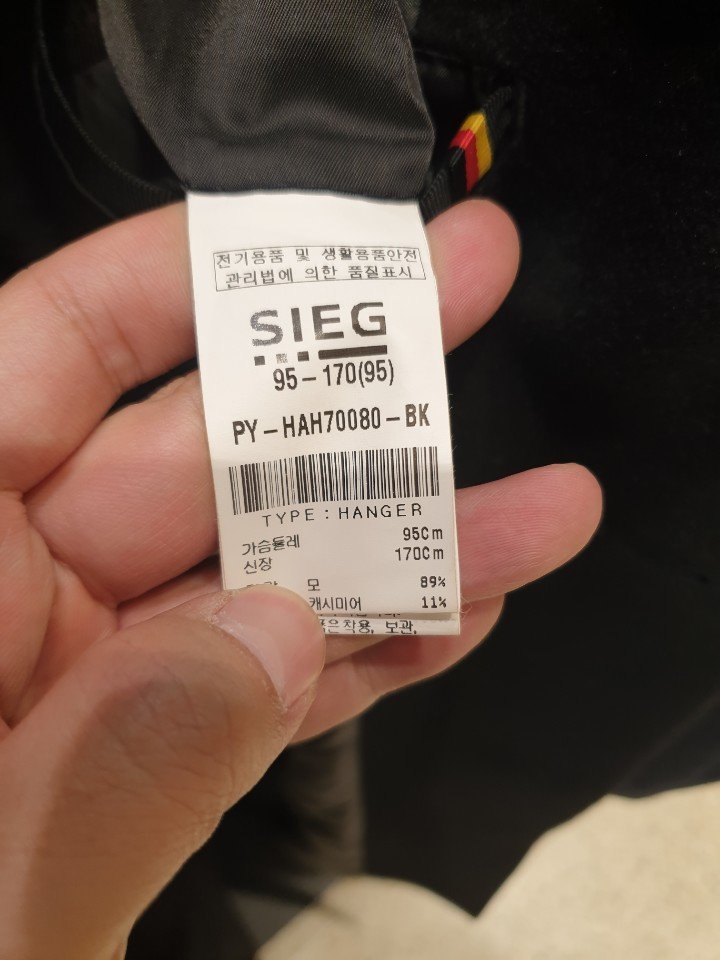 전기용품 및 생활용품안전
관리법에 의한 품질표시
SIEG
95-170(95)
PY-HAH70080-BK
TYPE : HANGER
가슴둘레 95Cm
신장 170Cm
모 89%
캐시미어 11%
보관,